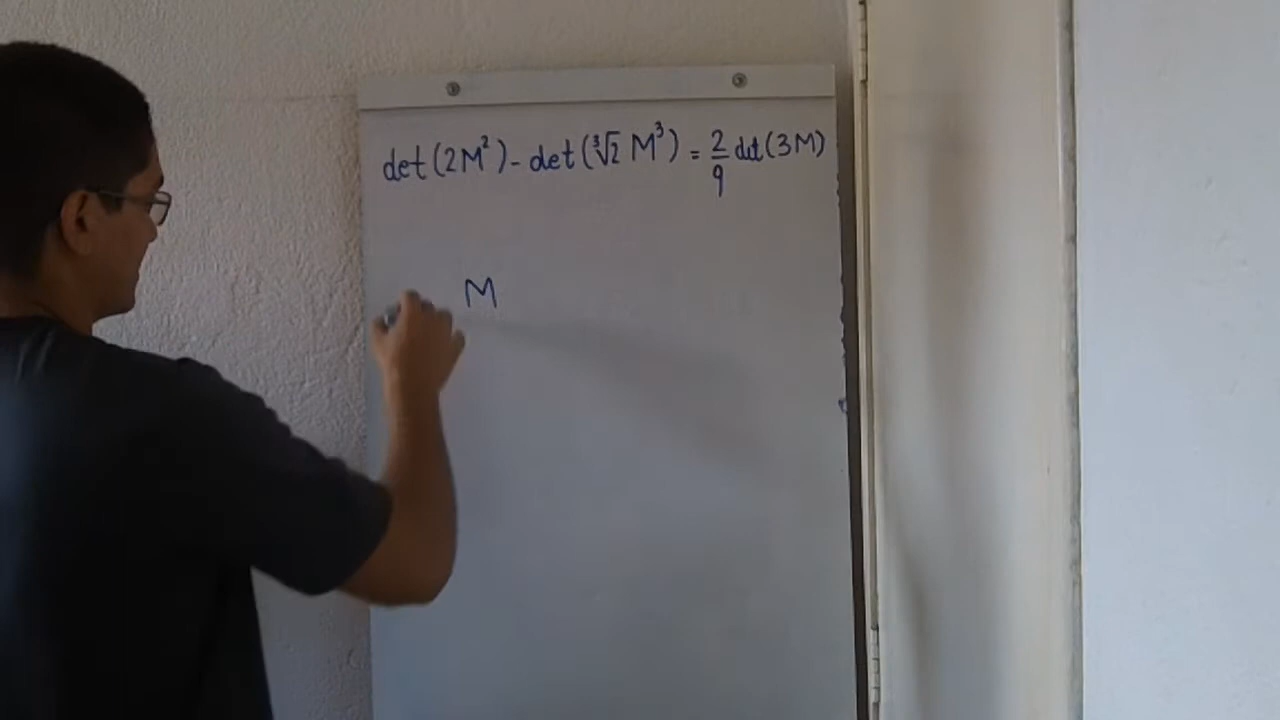 det(2M²) - det(∛2 M³) = 2/9 det(3M)
M